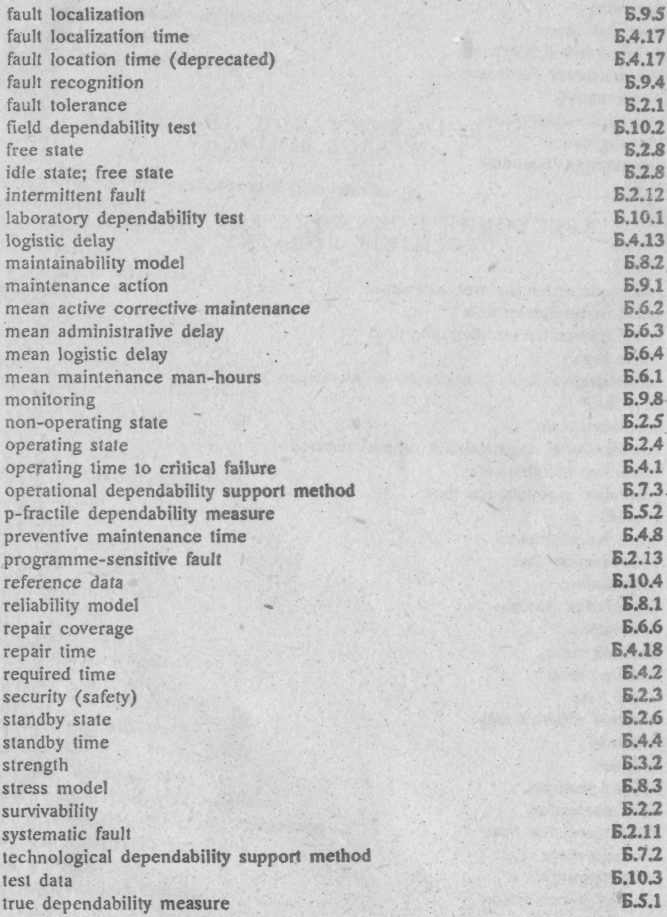 fault localization Б.9.5
fault localization time Б.4.17
fault location time (deprecated) Б.4.17
fault recognition Б.9.4
fault tolerance Б.2.1
field dependability test Б.10.2
free state Б.2.8
idle state; free state Б.2.8
intermittent fault Б.2.12
laboratory dependability test Б.10.1
logistic delay Б.4.13
maintainability model Б.8.2
maintenance action Б.9.1
mean active corrective maintenance Б.6.2
mean administrative delay Б.6.3
mean logistic delay Б.6.4
mean maintenance man-hours Б.6.1
monitoring Б.9.8
non-operating state Б.2.5
operating state Б.2.4
operating time to critical failure Б.4.1
operational dependability support method Б.7.3
p-fractile dependability measure Б.5.2
preventive maintenance time Б.4.8
programme-sensitive fault Б.2.13
reference data Б.10.4
reliability model Б.8.1
repair coverage Б.6.6
repair time Б.4.18
required time Б.4.2
security (safety) Б.2.3
standby state Б.2.6
standby time Б.4.4
strength Б.3.2
stress model Б.8.3
survivability Б.2.2
systematic fault Б.2.11
technological dependability support method Б.7.2
test data Б.10.3
true dependability measure Б.5.1